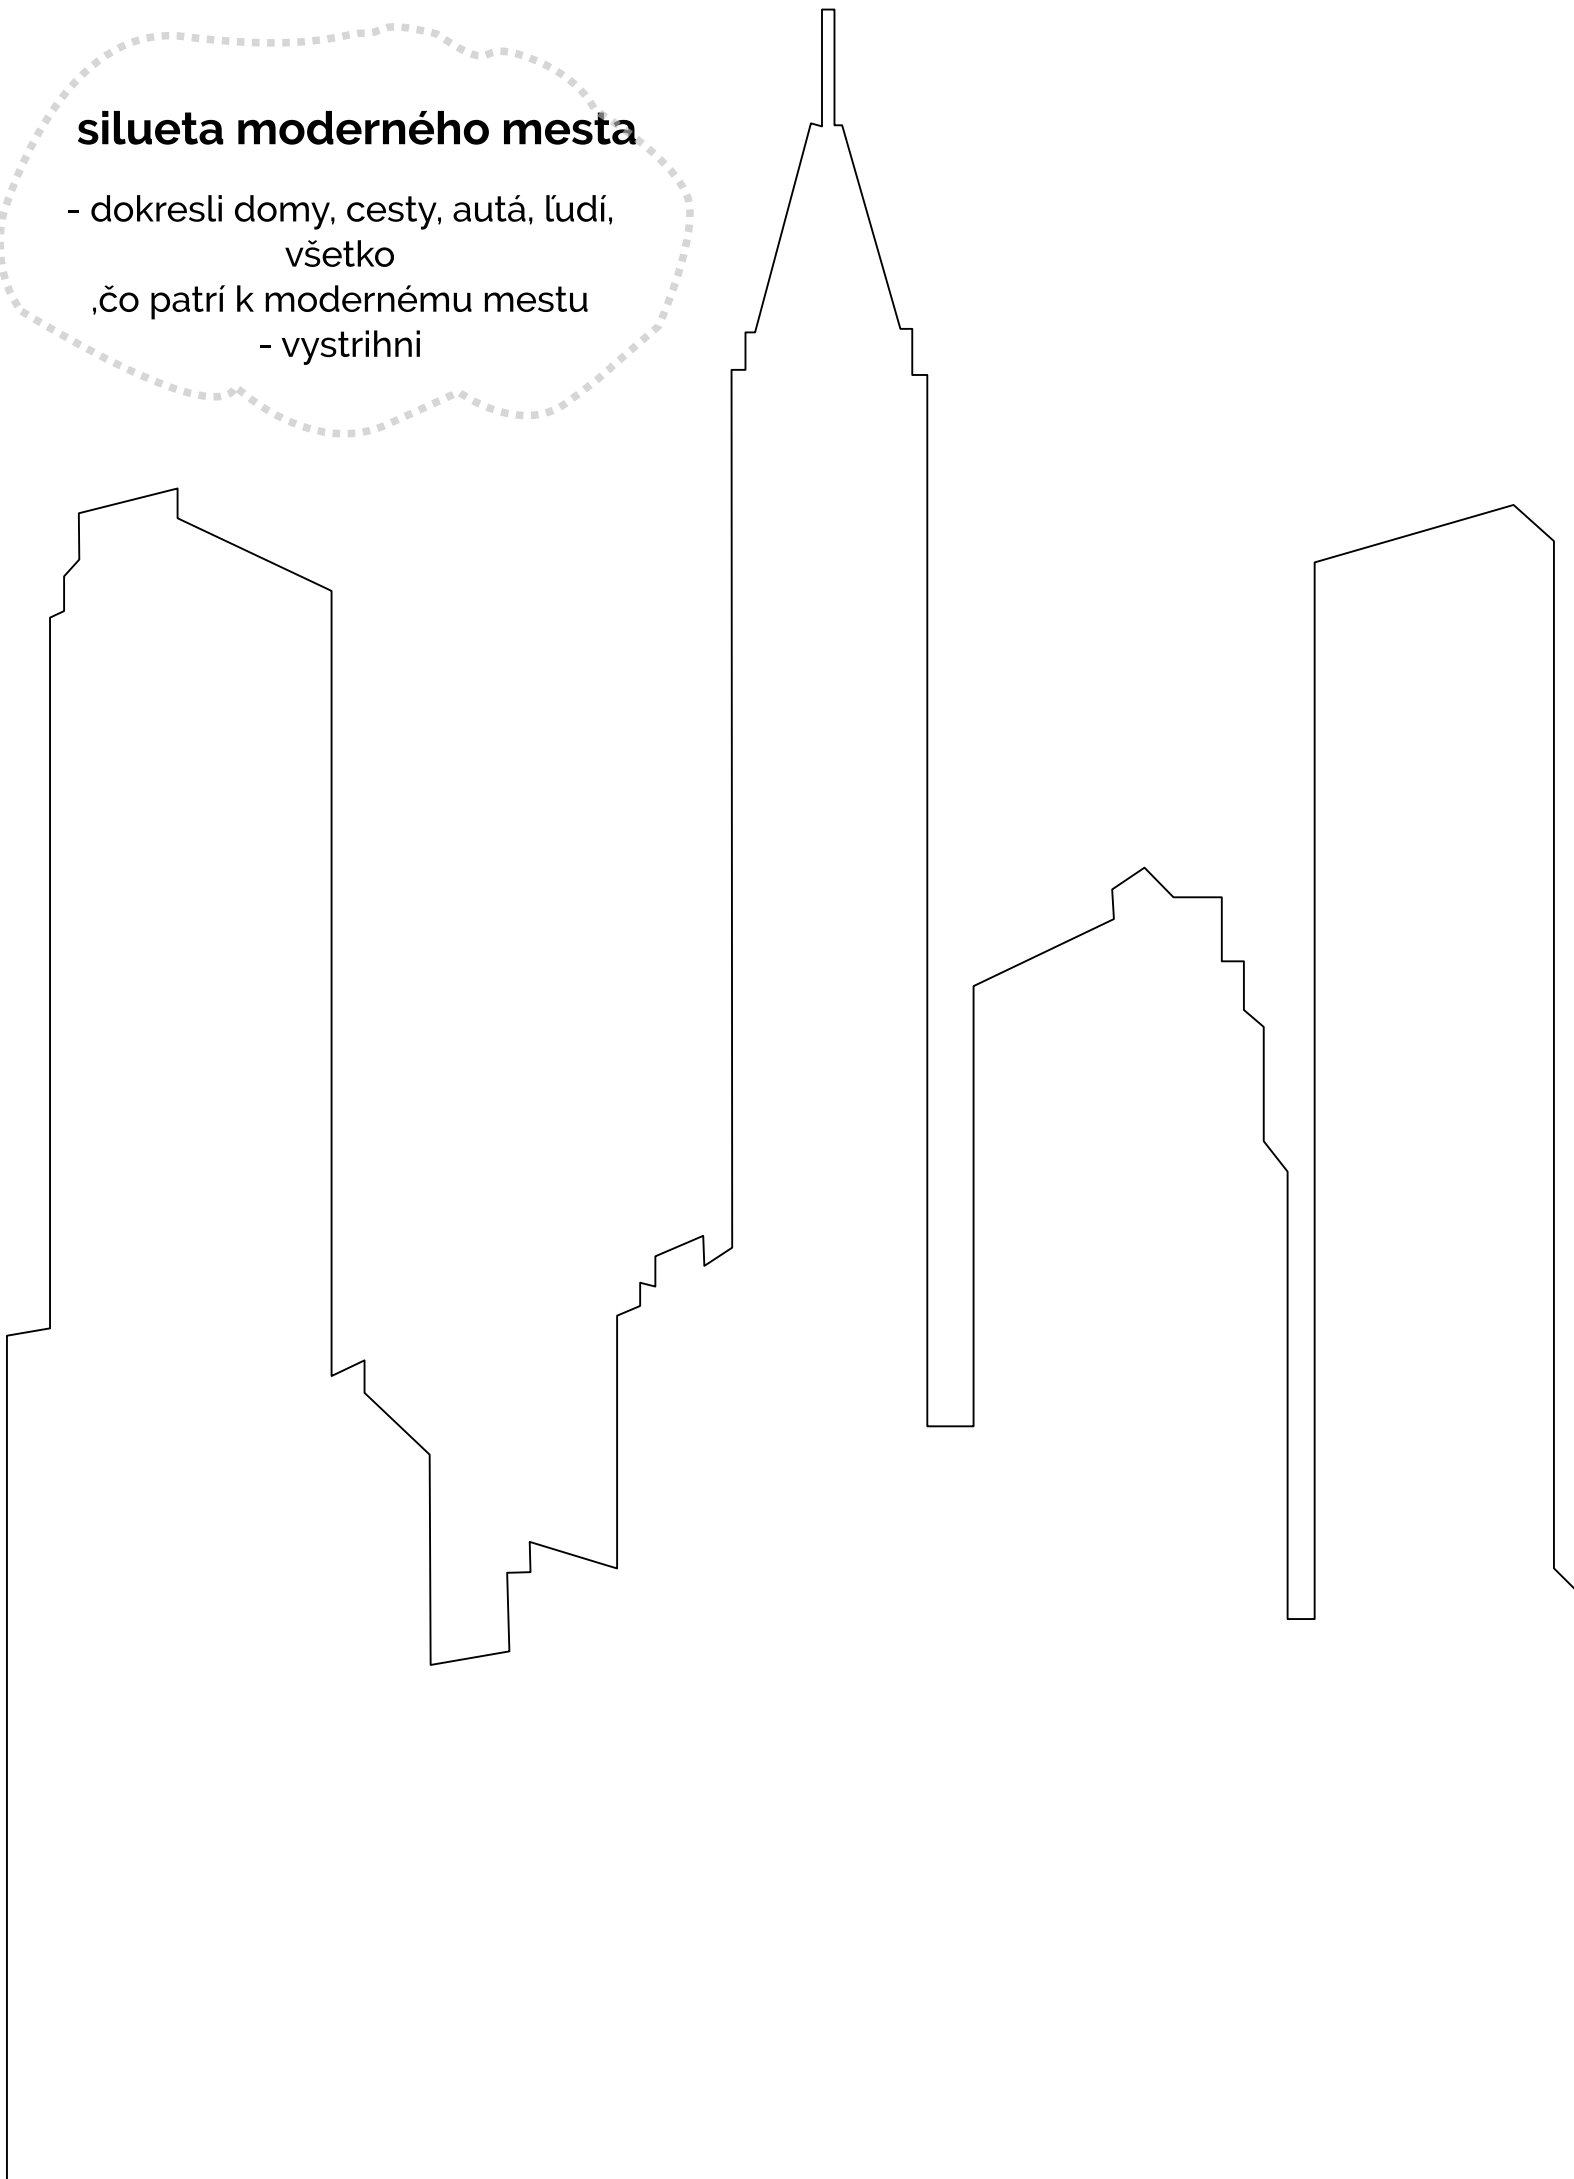 silueta moderného mesta
- dokresli domy, cesty, autá, ľudí,
všetko
,čo patrí k modernému mestu
- vystrihni